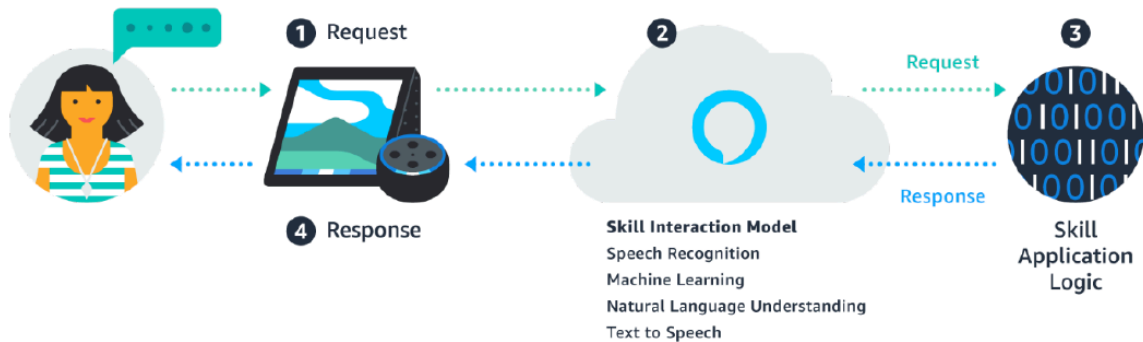 1 Request
2
3
Request
Response
4 Response
Skill Interaction Model
Speech Recognition
Machine Learning
Natural Language Understanding
Text to Speech
Skill
Application
Logic